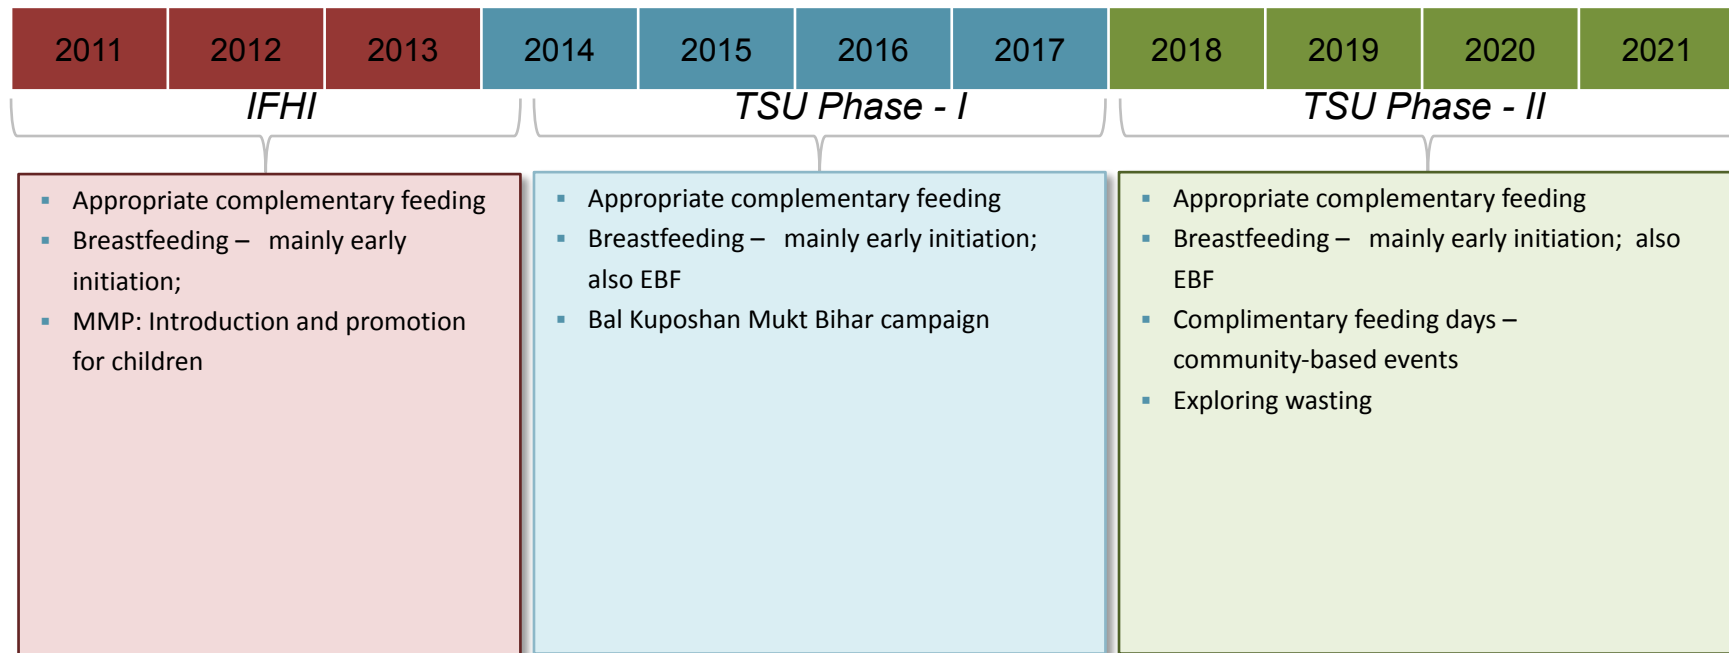 2011 2012 2013 2014 2015 2016 2017 2018 2019 2020 2021
IFHI TSU Phase - I TSU Phase - II
▪ Appropriate complementary feeding
▪ Breastfeeding – mainly early
initiation;
▪ MMP: Introduction and promotion
for children
▪ Appropriate complementary feeding
▪ Breastfeeding – mainly early initiation;
also EBF
▪ Bal Kuposhan Mukt Bihar campaign
▪ Appropriate complementary feeding
▪ Breastfeeding – mainly early initiation; also
EBF
▪ Complimentary feeding days –
community-based events
▪ Exploring wasting